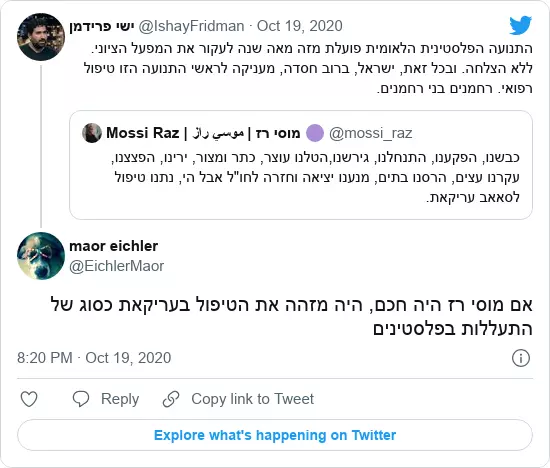 ישי פרידמן @IshayFridman · Oct 19, 2020
התנועה הפלסטינית הלאומית פועלת מזה מאה שנה לעקור את המפעל הציוני.
ללא הצלחה. ובכל זאת, ישראל, ברוב חסדה, מעניקה לראשי התנועה הזו טיפול
רפואי. רחמנים בני רחמנים.
Mossi Raz | موسي راز | מוסי רז 🟣 @mossi_raz
כבשנו, הפקענו, התנחלנו, גירשנו,הטלנו עוצר, כתר ומצור, ירינו, הפצצנו,
עקרנו עצים, הרסנו בתים, מנענו יציאה וחזרה לחו"ל אבל הי, נתנו טיפול
לסאאב עריקאת.
maor eichler
@EichlerMaor
אם מוסי רז היה חכם, היה מזהה את הטיפול בעריקאת כסוג של
התעללות בפלסטינים
8:20 PM · Oct 19, 2020
Reply
Copy link to Tweet
Explore what's happening on Twitter